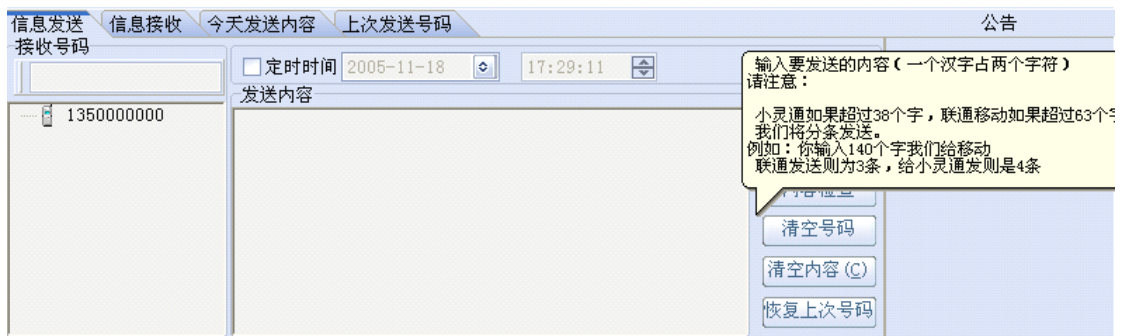 信息发送 信息接收 今天发送内容 上次发送号码 公告
接收号码
定时时间 2005-11-18 17:29:11
输入要发送的内容(一个汉字占两个字符)
请注意:
小灵通如果超过38个字,联通移动如果超过63个字
我们将分条发送。
例如:你输入140个字我们给移动
联通发送则为3条,给小灵通发则是4条
发送内容
1350000000
清空号码
清空内容(C)
恢复上次号码